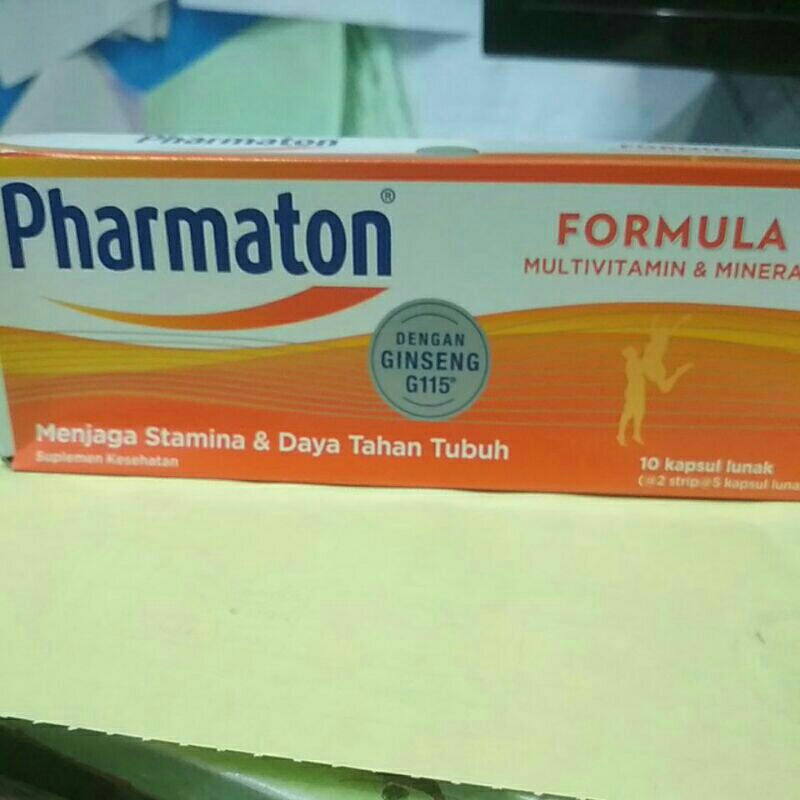 Pharmaton
Pharmaton®
FORMULA
MULTIVITAMIN & MINERA
DENGAN
GINSENG
G115®
Menjaga Stamina & Daya Tahan Tubuh
Suplemen Kesehatan
10 kapsul lunak
(@2 strip@5 kapsul luna